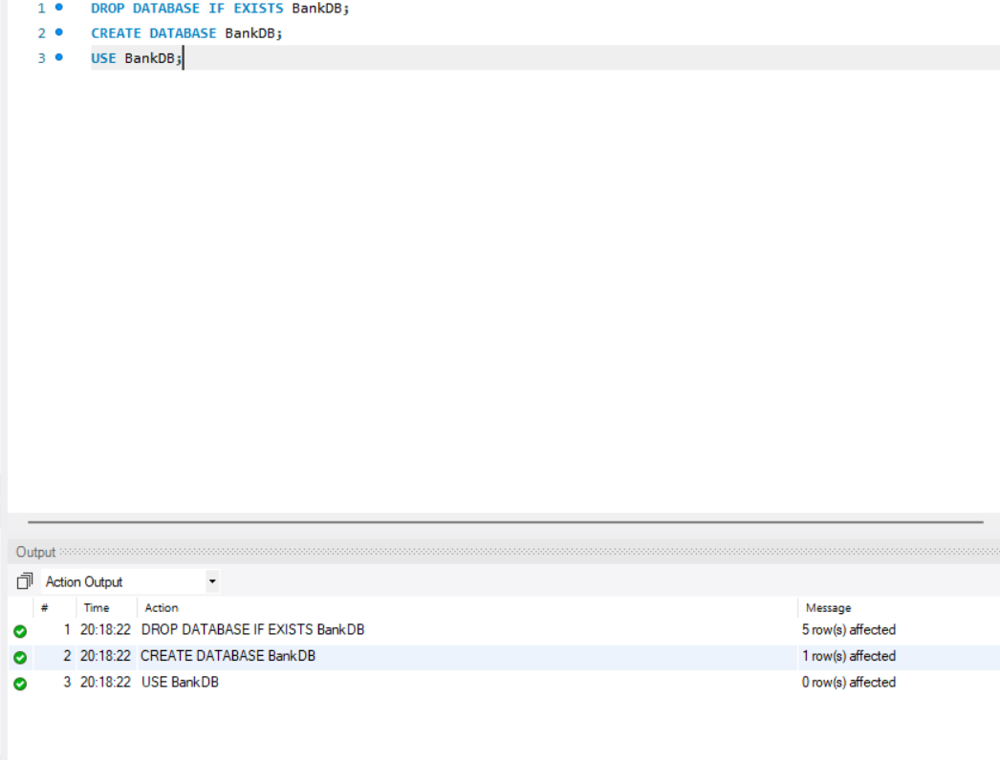 1 DROP DATABASE IF EXISTS BankDB;
2 CREATE DATABASE BankDB;
3 USE BankDB;
Output
Action Output
# Time Action Message
1 20:18:22 DROP DATABASE IF EXISTS BankDB 5 row(s) affected
2 20:18:22 CREATE DATABASE BankDB 1 row(s) affected
3 20:18:22 USE BankDB 0 row(s) affected